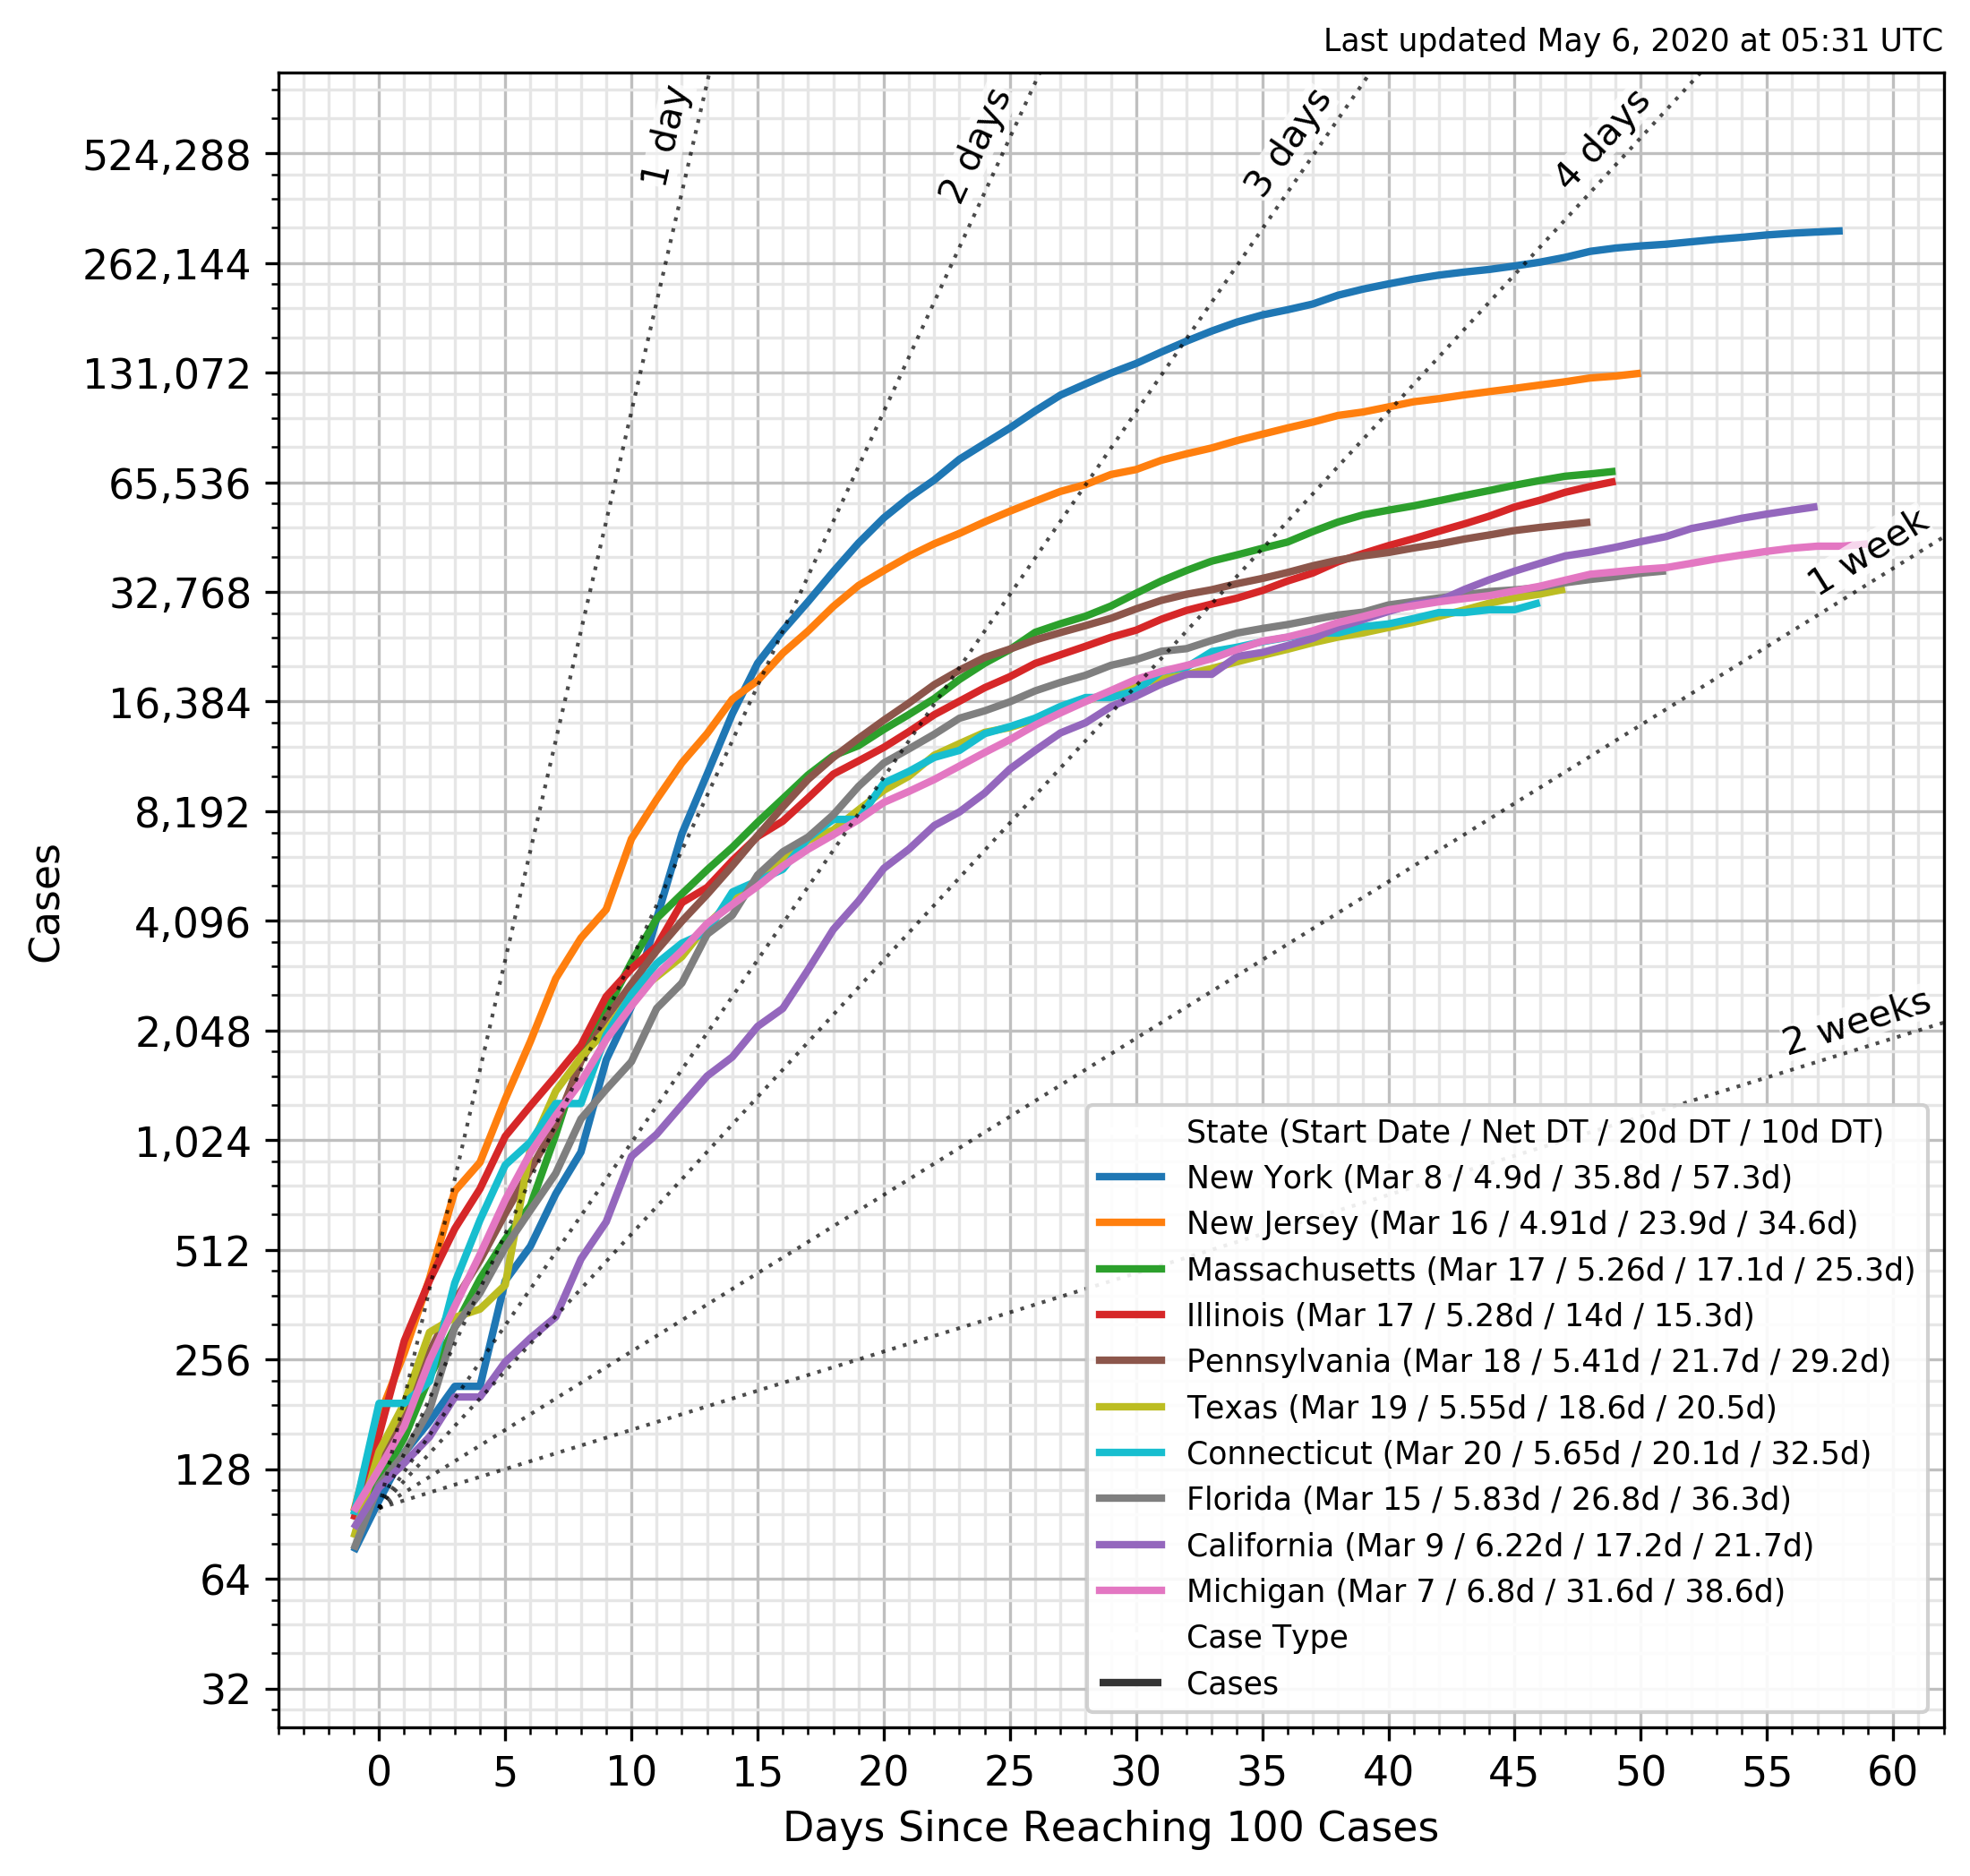 Last updated May 6, 2020 at 05:31 UTC
1 day
2 days
3 days
4 days
1 week
2 weeks
524,288
262,144
131,072
65,536
32,768
16,384
8,192
4,096
2,048
1,024
512
256
128
64
32
Cases
State (Start Date / Net DT / 20d DT / 10d DT)
New York (Mar 8 / 4.9d / 35.8d / 57.3d)
New Jersey (Mar 16 / 4.91d / 23.9d / 34.6d)
Massachusetts (Mar 17 / 5.26d / 17.1d / 25.3d)
Illinois (Mar 17 / 5.28d / 14d / 15.3d)
Pennsylvania (Mar 18 / 5.41d / 21.7d / 29.2d)
Texas (Mar 19 / 5.55d / 18.6d / 20.5d)
Connecticut (Mar 20 / 5.65d / 20.1d / 32.5d)
Florida (Mar 15 / 5.83d / 26.8d / 36.3d)
California (Mar 9 / 6.22d / 17.2d / 21.7d)
Michigan (Mar 7 / 6.8d / 31.6d / 38.6d)
Case Type
Cases
0 5 10 15 20 25 30 35 40 45 50 55 60
Days Since Reaching 100 Cases